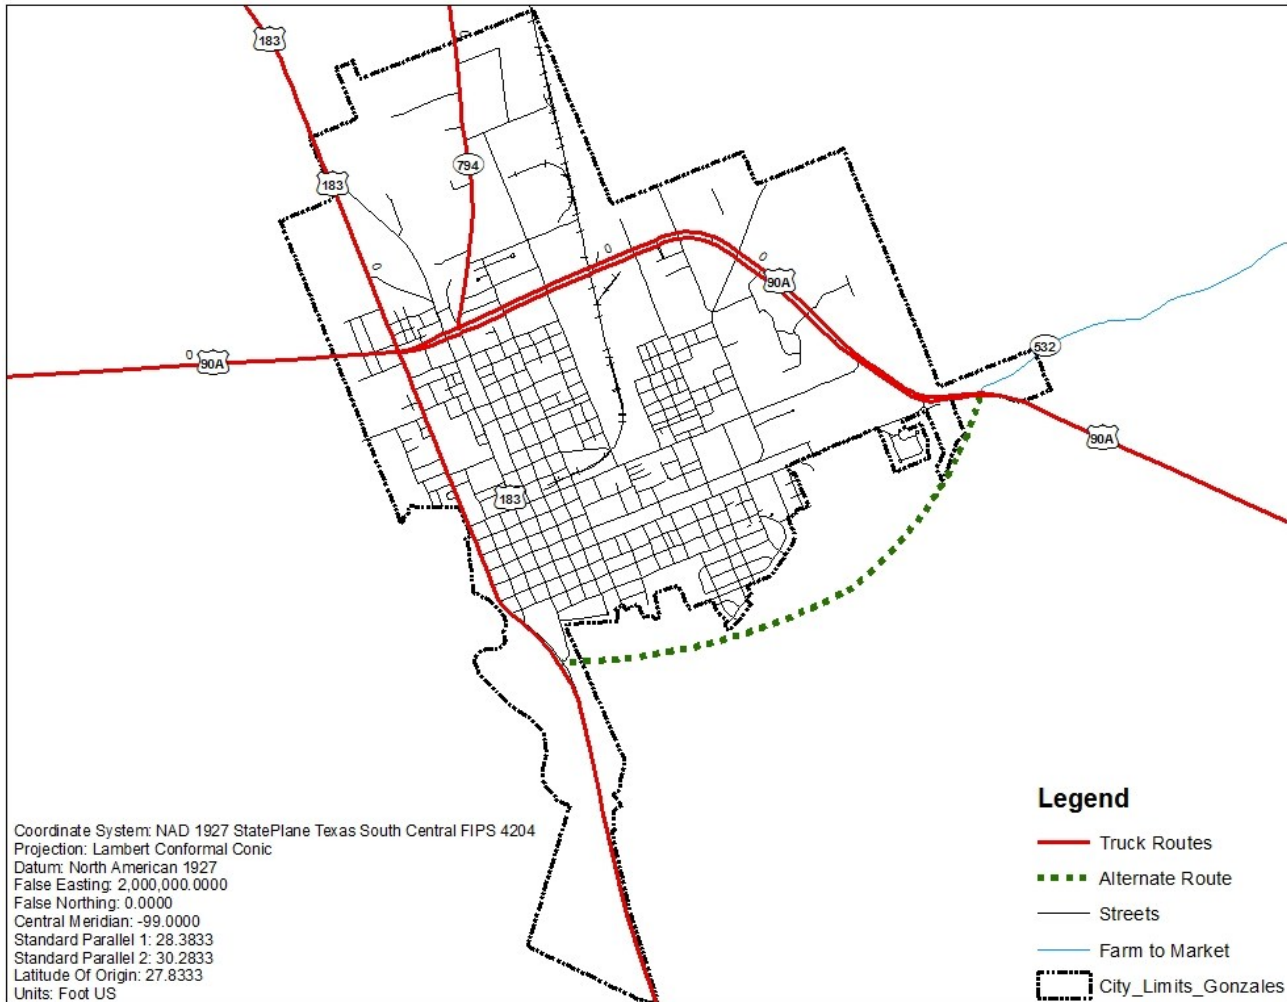 183
794
183
0
0
0
90A
532
0
90A
90A
183
Legend
Truck Routes
Alternate Route
Streets
Farm to Market
City_Limits_Gonzales
Coordinate System: NAD 1927 StatePlane Texas South Central FIPS 4204
Projection: Lambert Conformal Conic
Datum: North American 1927
False Easting: 2,000,000.0000
False Northing: 0.0000
Central Meridian: -99.0000
Standard Parallel 1: 28.3833
Standard Parallel 2: 30.2833
Latitude Of Origin: 27.8333
Units: Foot US